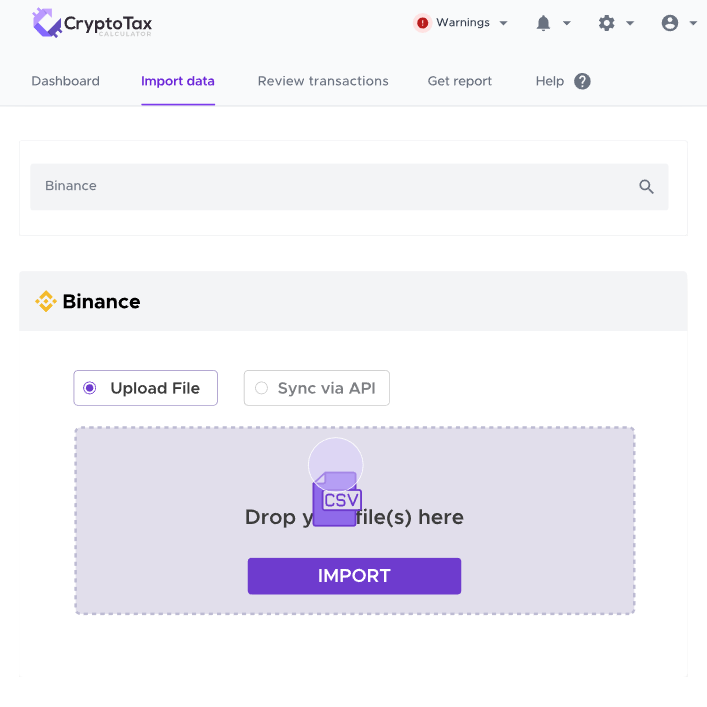 CryptoTax
CALCULATOR
Warnings
Dashboard Import data Review transactions Get report Help
Binance
Binance
Upload File Sync via API
CSV
Drop file(s) here
IMPORT